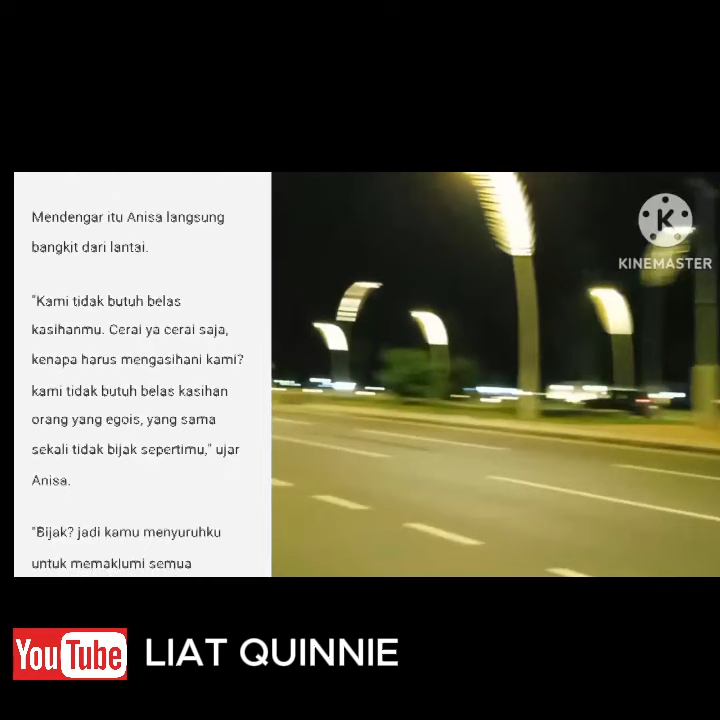 Mendengar itu Anisa langsung
bangkit dari lantai.
"Kami tidak butuh belas
kasihanmu. Cerai ya cerai saja,
kenapa harus mengasihani kami?
kami tidak butuh belas kasihan
orang yang egois, yang sama
sekali tidak bijak sepertimu," ujar
Anisa.
"Bijak? jadi kamu menyuruhku
untuk memaklumi semua
K
KINEMASTER
YouTube LIAT QUINNIE